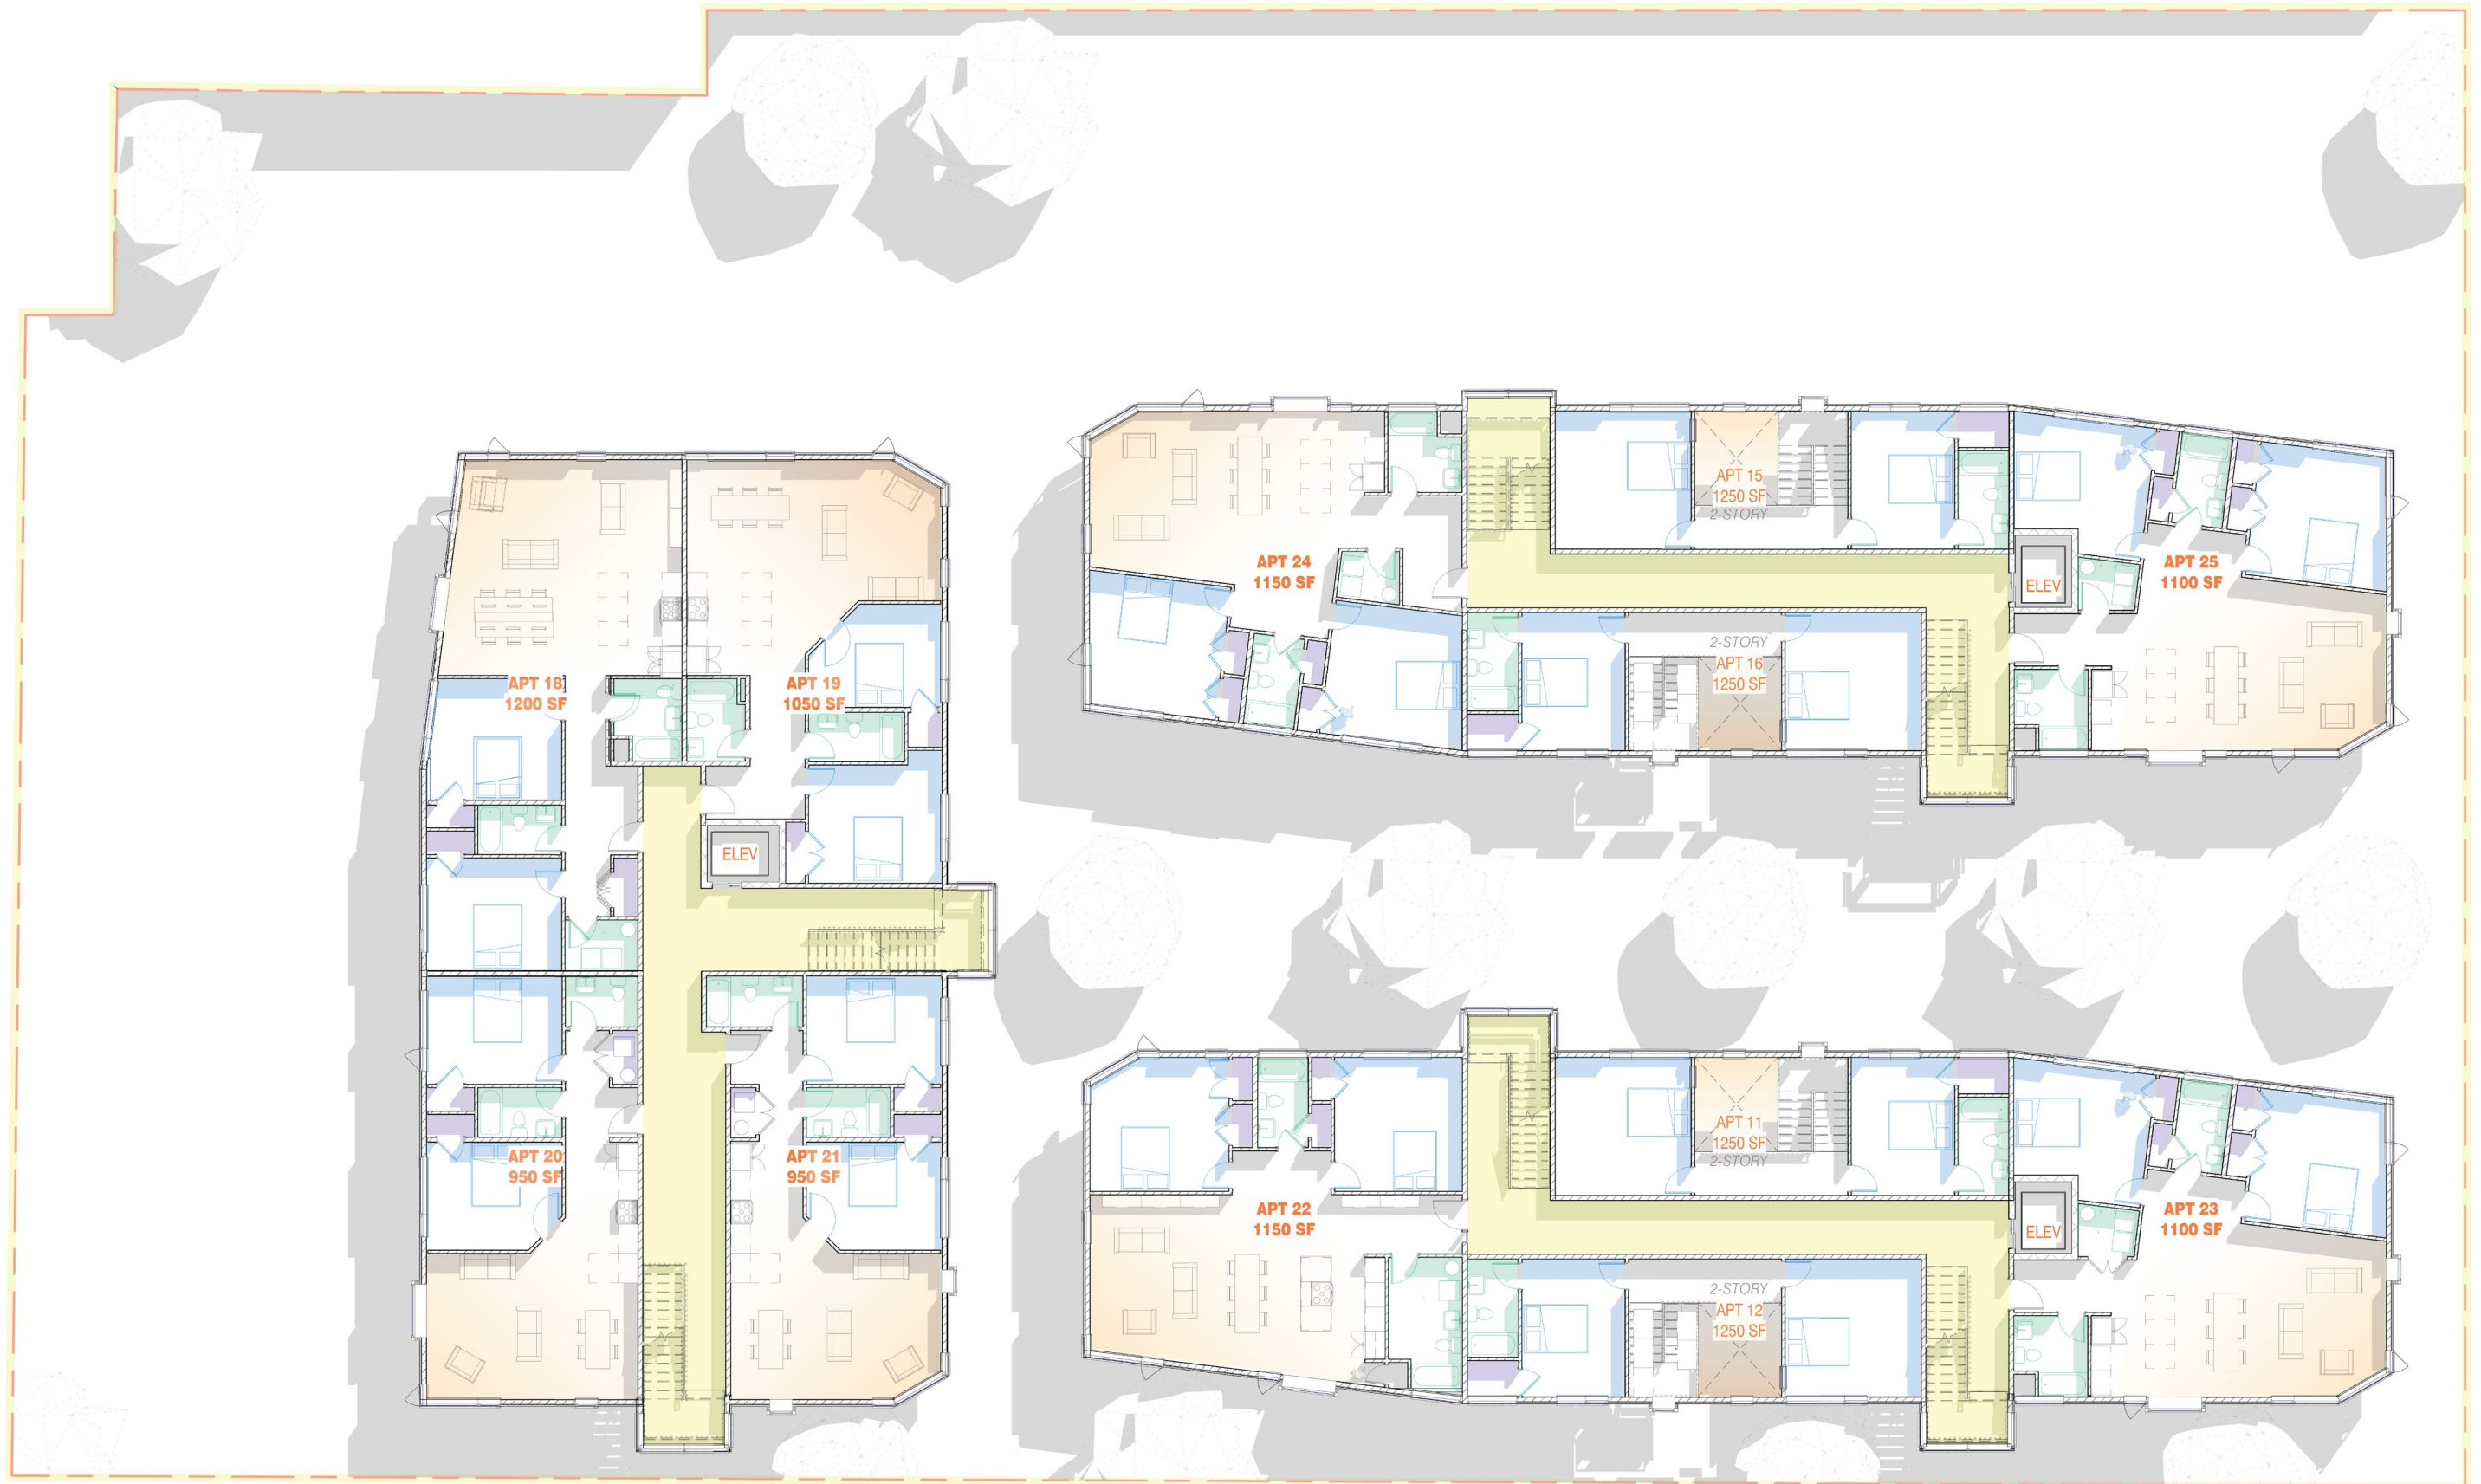 APT 15
1250 SF
2-STORY
APT 24
1150 SF
ELEV
APT 25
1100 SF
2-STORY
APT 16
1250 SF
APT 18
1200 SF
APT 19
1050 SF
ELEV
APT 20
950 SF
APT 21
950 SF
APT 11
1250 SF
2-STORY
APT 22
1150 SF
ELEV
APT 23
1100 SF
2-STORY
APT 12
1250 SF